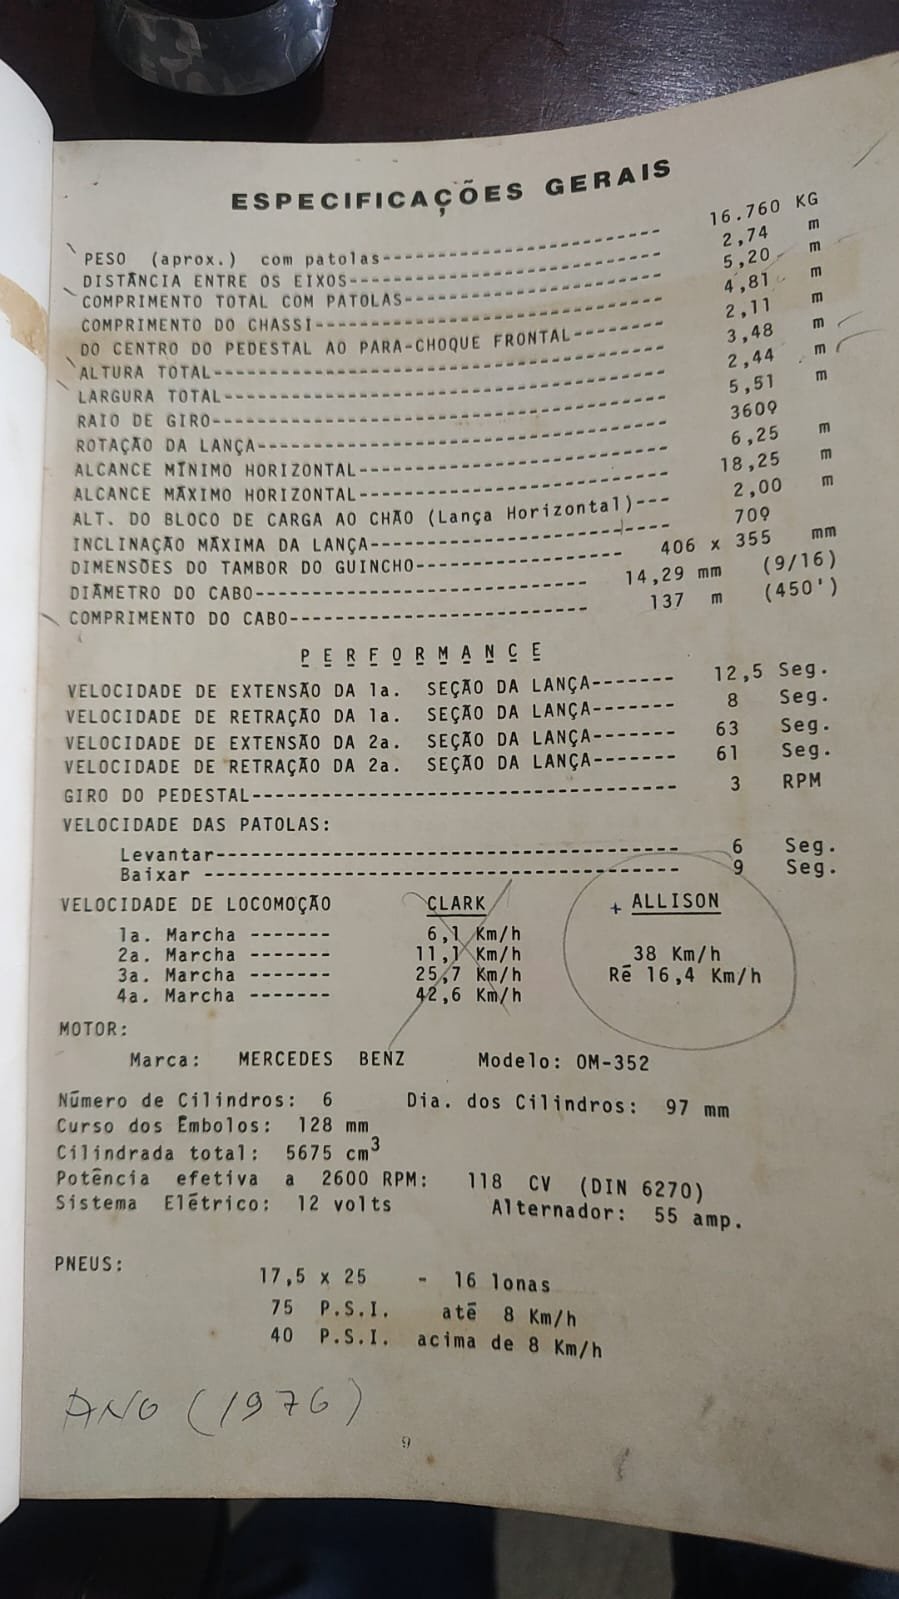 ESPECIFICAÇÕES GERAIS
PESO (aprox.) com patolas------------------------------ 16.760 KG
DISTÂNCIA ENTRE OS EIXOS------------------------------ 2,74 m
COMPRIMENTO TOTAL COM PATOLAS------------------------- 5,20 m
COMPRIMENTO DO CHASSI--------------------------------- 4,81 m
DO CENTRO DO PEDESTAL AO PARA-CHOQUE FRONTAL-------- 2,11 m
ALTURA TOTAL------------------------------------------ 3,48 m
LARGURA TOTAL----------------------------------------- 2,44 m
RAIO DE GIRO------------------------------------------ 5,51 m
ROTAÇÃO DA LANÇA-------------------------------------- 360º
ALCANCE MÍNIMO HORIZONTAL----------------------------- 6,25 m
ALCANCE MÁXIMO HORIZONTAL----------------------------- 18,25 m
ALT. DO BLOCO DE CARGA AO CHÃO (Lança Horizontal)--- 2,00 m
INCLINAÇÃO MÁXIMA DA LANÇA---------------------------- 70º
DIMENSÕES DO TAMBOR DO GUINCHO-------------------- 406 x 355 mm
DIÂMETRO DO CABO-------------------------------- 14,29 mm (9/16)
COMPRIMENTO DO CABO----------------------------- 137 m (450')
PERFORMANCE
VELOCIDADE DE EXTENSÃO DA 1a. SEÇÃO DA LANÇA------- 12,5 Seg.
VELOCIDADE DE RETRAÇÃO DA 1a. SEÇÃO DA LANÇA------- 8 Seg.
VELOCIDADE DE EXTENSÃO DA 2a. SEÇÃO DA LANÇA------- 63 Seg.
VELOCIDADE DE RETRAÇÃO DA 2a. SEÇÃO DA LANÇA------- 61 Seg.
GIRO DO PEDESTAL------------------------------------ 3 RPM
VELOCIDADE DAS PATOLAS:
Levantar---------------------------------------- 6 Seg.
Baixar ----------------------------------------- 9 Seg.
VELOCIDADE DE LOCOMOÇÃO CLARK + ALLISON
1a. Marcha ------- 6,1 Km/h
2a. Marcha ------- 11,1 Km/h 38 Km/h
3a. Marcha ------- 25,7 Km/h Ré 16,4 Km/h
4a. Marcha ------- 42,6 Km/h
MOTOR:
Marca: MERCEDES BENZ Modelo: OM-352
Número de Cilindros: 6 Dia. dos Cilindros: 97 mm
Curso dos Êmbolos: 128 mm
Cilindrada total: 5675 cm³
Potência efetiva a 2600 RPM: 118 CV (DIN 6270)
Sistema Elétrico: 12 volts Alternador: 55 amp.
PNEUS:
17,5 x 25 - 16 lonas
75 P.S.I. até 8 Km/h
40 P.S.I. acima de 8 Km/h
ANO (1976)
9